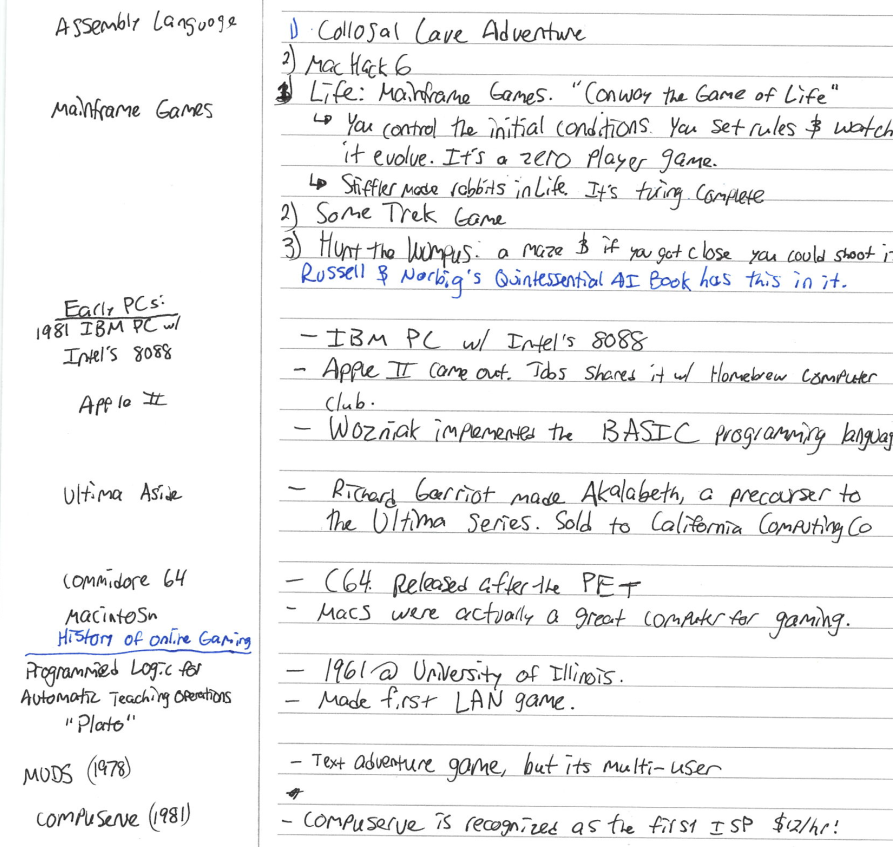 Assembly Language
1) Collosal Cave Adventure
2) Mac Hack 6
Mainframe Games
1) Life: Mainframe Games. "Conway the Game of Life"
↳ You control the initial conditions. You set rules & watch
it evolve. It's a zero player game.
↳ Stiffler made rabbits in Life. It's turing complete
2) Some Trek Game
3) Hunt the Wumpus: a maze & if you got close you could shoot it
Russell & Norbig's Quintessential AI Book has this in it.
Early PCs:
1981 IBM PC w/
Intel's 8088
- IBM PC w/ Intel's 8088
Apple II
- Apple II came out. Jobs shared it w/ Homebrew Computer
club.
- Wozniak implemented the BASIC programming languag
Ultima Aside
- Richard Garriot made Akalabeth, a precourser to
the Ultima Series. Sold to California Computing Co
Commidore 64
- C64. Released after the PET
Macintosh
- Macs were actually a great computer for gaming.
History of online Gaming
Programmied Logic for
Automatic Teaching Operations
"Plato"
- 1961 @ University of Illinois.
- Made first LAN game.
MUDS (1978)
- Text adventure game, but its multi-user
Compuserve (1981)
- Compuserve is recognized as the first ISP $12/hr!